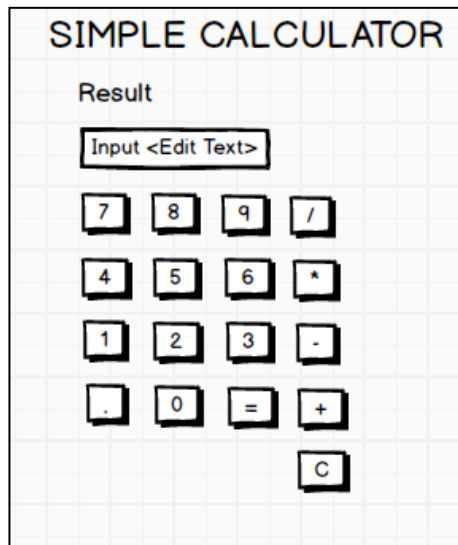 SIMPLE CALCULATOR
Result
Input <Edit Text>
7 8 9 /
4 5 6 *
1 2 3 -
. 0 = +
C